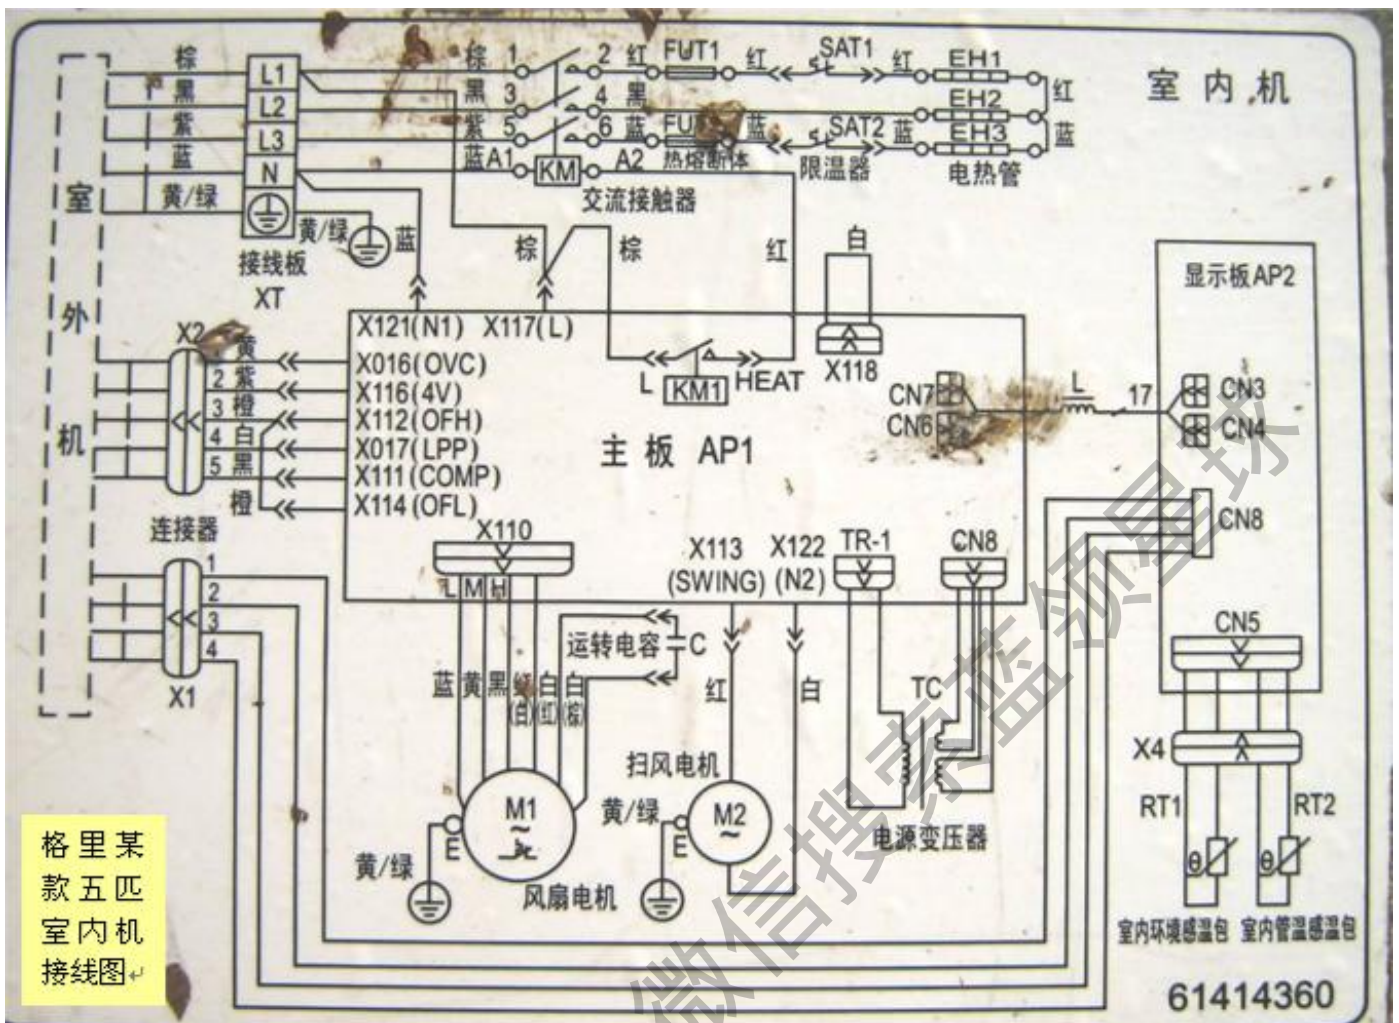 棕 L1 棕 1 2 红 FUT1 红 SAT1 红 EH1 室内机
黑 L2 黑 3 4 黑 EH2 红
紫 L3 紫 5 6 蓝 蓝 SAT2 蓝 EH3 蓝
蓝 N 蓝 A1 KM A2 热熔断体 限温器 电热管
黄/绿 黄/绿 交流接触器
室外机
蓝 棕 棕 红 白
接线板
XT
显示板AP2
X121(N1) X117(L)
X2
黄 X016(OVC) X118
2 紫 X116(4V) L KM1 HEAT CN7 L 17 CN3
3 橙 X112(OFH) CN6 CN4
4 白 X017(LPP) 主板 AP1
5 黑 X111(COMP)
橙 X114(OFL)
连接器
X110 X113 X122 TR-1 CN8 CN8
(SWING) (N2)
L M H
1
2
3
4
X1
运转电容 C
CN5
蓝 黄 黑 红 白 白 红 白 TC
(白) (红) (棕)
X4
扫风电机
RT1 RT2
M1 黄/绿 M2
~ ~
E E
电源变压器
θ θ
黄/绿 风扇电机
室内环境感温包 室内管温感温包
61414360
格里某
款五匹
室内机
接线图
微信搜索蓝领星球